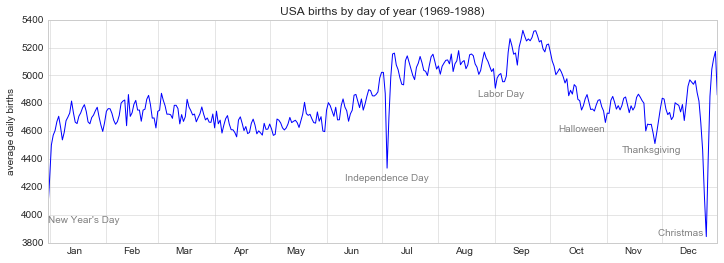 USA births by day of year (1969-1988)
average daily births
5400
5200
5000
4800
4600
4400
4200
4000
3800
Labor Day
Halloween
Thanksgiving
Independence Day
New Year's Day
Christmas
Jan Feb Mar Apr May Jun Jul Aug Sep Oct Nov Dec